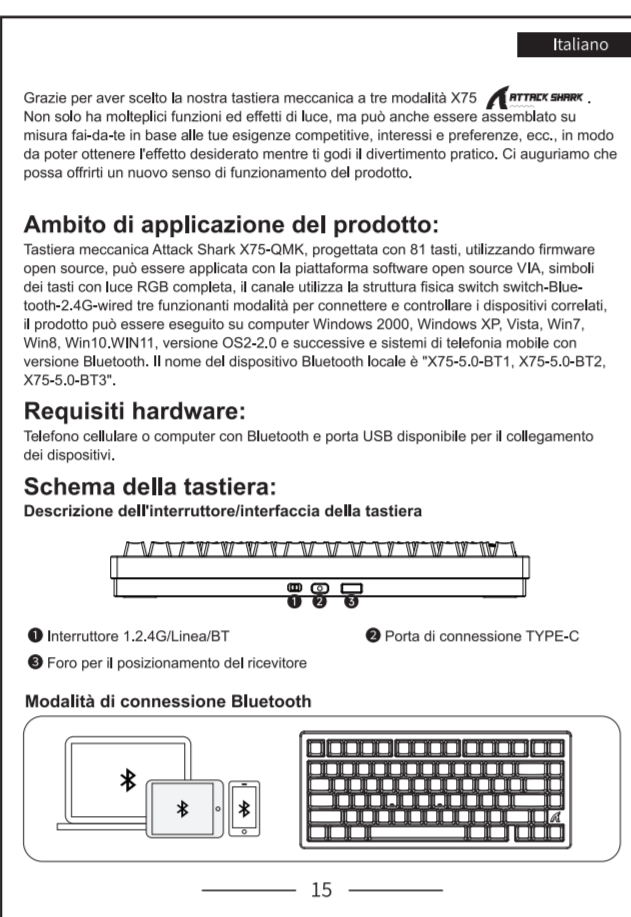 Italiano
Grazie per aver scelto la nostra tastiera meccanica a tre modalità X75 ATTACK SHARK .
Non solo ha molteplici funzioni ed effetti di luce, ma può anche essere assemblato su
misura fai-da-te in base alle tue esigenze competitive, interessi e preferenze, ecc., in modo
da poter ottenere l'effetto desiderato mentre ti godi il divertimento pratico. Ci auguriamo che
possa offrirti un nuovo senso di funzionamento del prodotto.
Ambito di applicazione del prodotto:
Tastiera meccanica Attack Shark X75-QMK, progettata con 81 tasti, utilizzando firmware
open source, può essere applicata con la piattaforma software open source VIA, simboli
dei tasti con luce RGB completa, il canale utilizza la struttura fisica switch switch-Blue-
tooth-2.4G-wired tre funzionanti modalità per connettere e controllare i dispositivi correlati,
il prodotto può essere eseguito su computer Windows 2000, Windows XP, Vista, Win7,
Win8, Win10.WIN11, versione OS2-2.0 e successive e sistemi di telefonia mobile con
versione Bluetooth. Il nome del dispositivo Bluetooth locale è "X75-5.0-BT1, X75-5.0-BT2,
X75-5.0-BT3".
Requisiti hardware:
Telefono cellulare o computer con Bluetooth e porta USB disponibile per il collegamento
dei dispositivi.
Schema della tastiera:
Descrizione dell'interruttore/interfaccia della tastiera
1 2 3
1 Interruttore 1.2.4G/Linea/BT 2 Porta di connessione TYPE-C
3 Foro per il posizionamento del ricevitore
Modalità di connessione Bluetooth
15